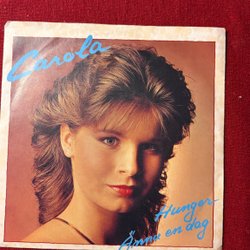 Carola
Hunger
Ännu en dag